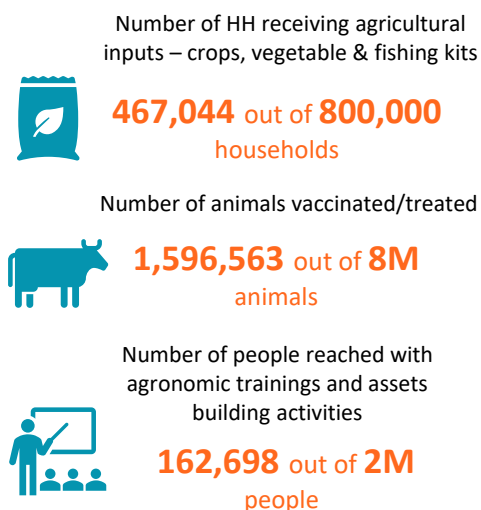 Number of HH receiving agricultural
inputs – crops, vegetable & fishing kits
467,044 out of 800,000
households
Number of animals vaccinated/treated
1,596,563 out of 8M
animals
Number of people reached with
agronomic trainings and assets
building activities
162,698 out of 2M
people